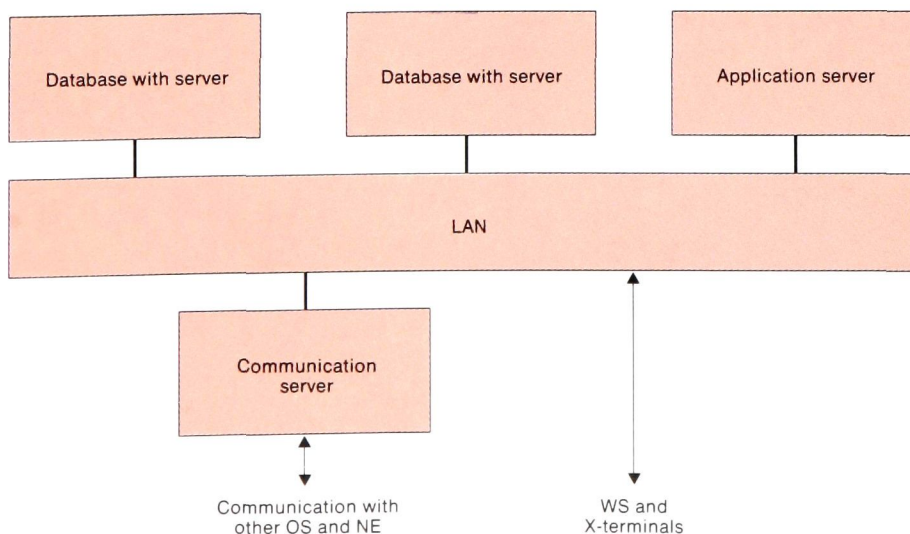 Database with server
Database with server
Application server
LAN
Communication
server
Communication with
other OS and NE
WS and
X-terminals